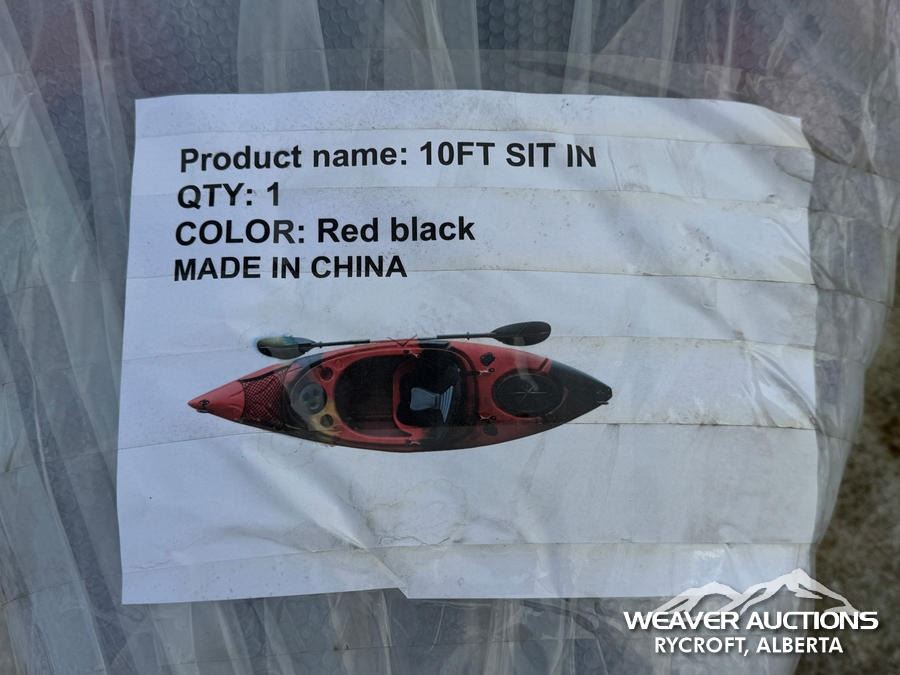 Product name: 10FT SIT IN
QTY: 1
COLOR: Red black
MADE IN CHINA
WEAVER AUCTIONS
RYCROFT, ALBERTA